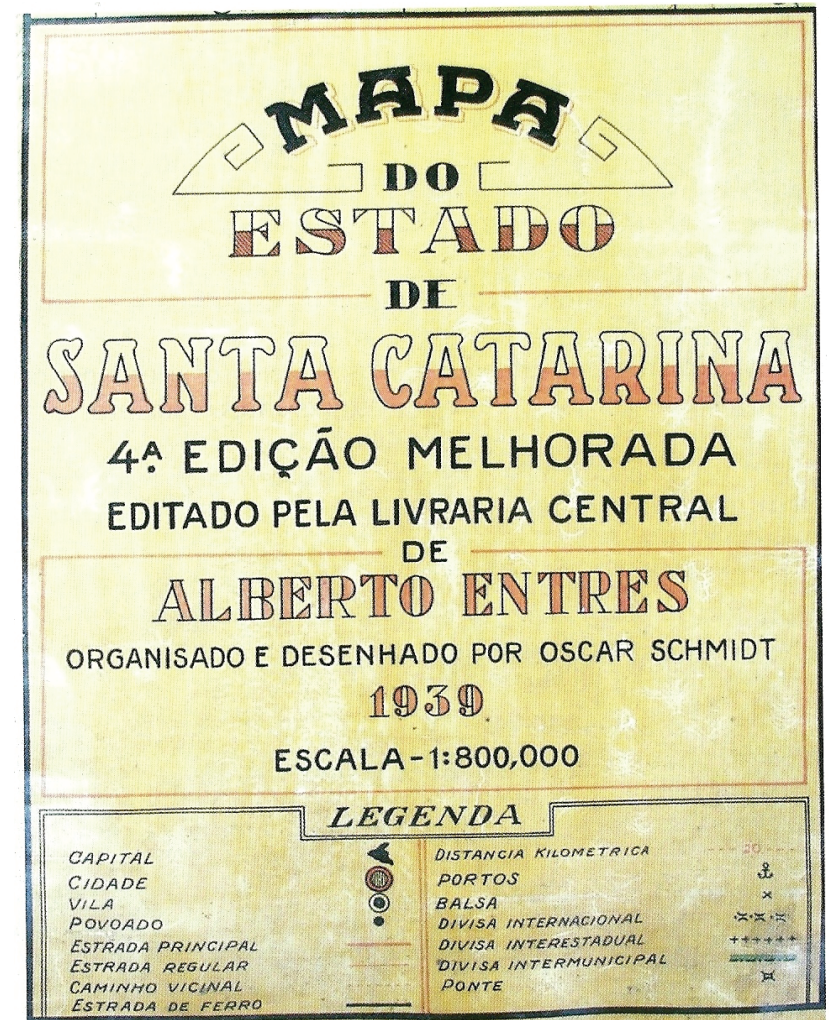 MAPA
DO
ESTADO
DE
SANTA CATARINA
4ª EDIÇÃO MELHORADA
EDITADO PELA LIVRARIA CENTRAL
DE
ALBERTO ENTRES
ORGANISADO E DESENHADO POR OSCAR SCHMIDT
1939
ESCALA-1:800,000
LEGENDA
CAPITAL
CIDADE
VILA
POVOADO
ESTRADA PRINCIPAL
ESTRADA REGULAR
CAMINHO VICINAL
ESTRADA DE FERRO
DISTANCIA KILOMETRICA 20
PORTOS
BALSA
DIVISA INTERNACIONAL
DIVISA INTERESTADUAL
DIVISA INTERMUNICIPAL
PONTE